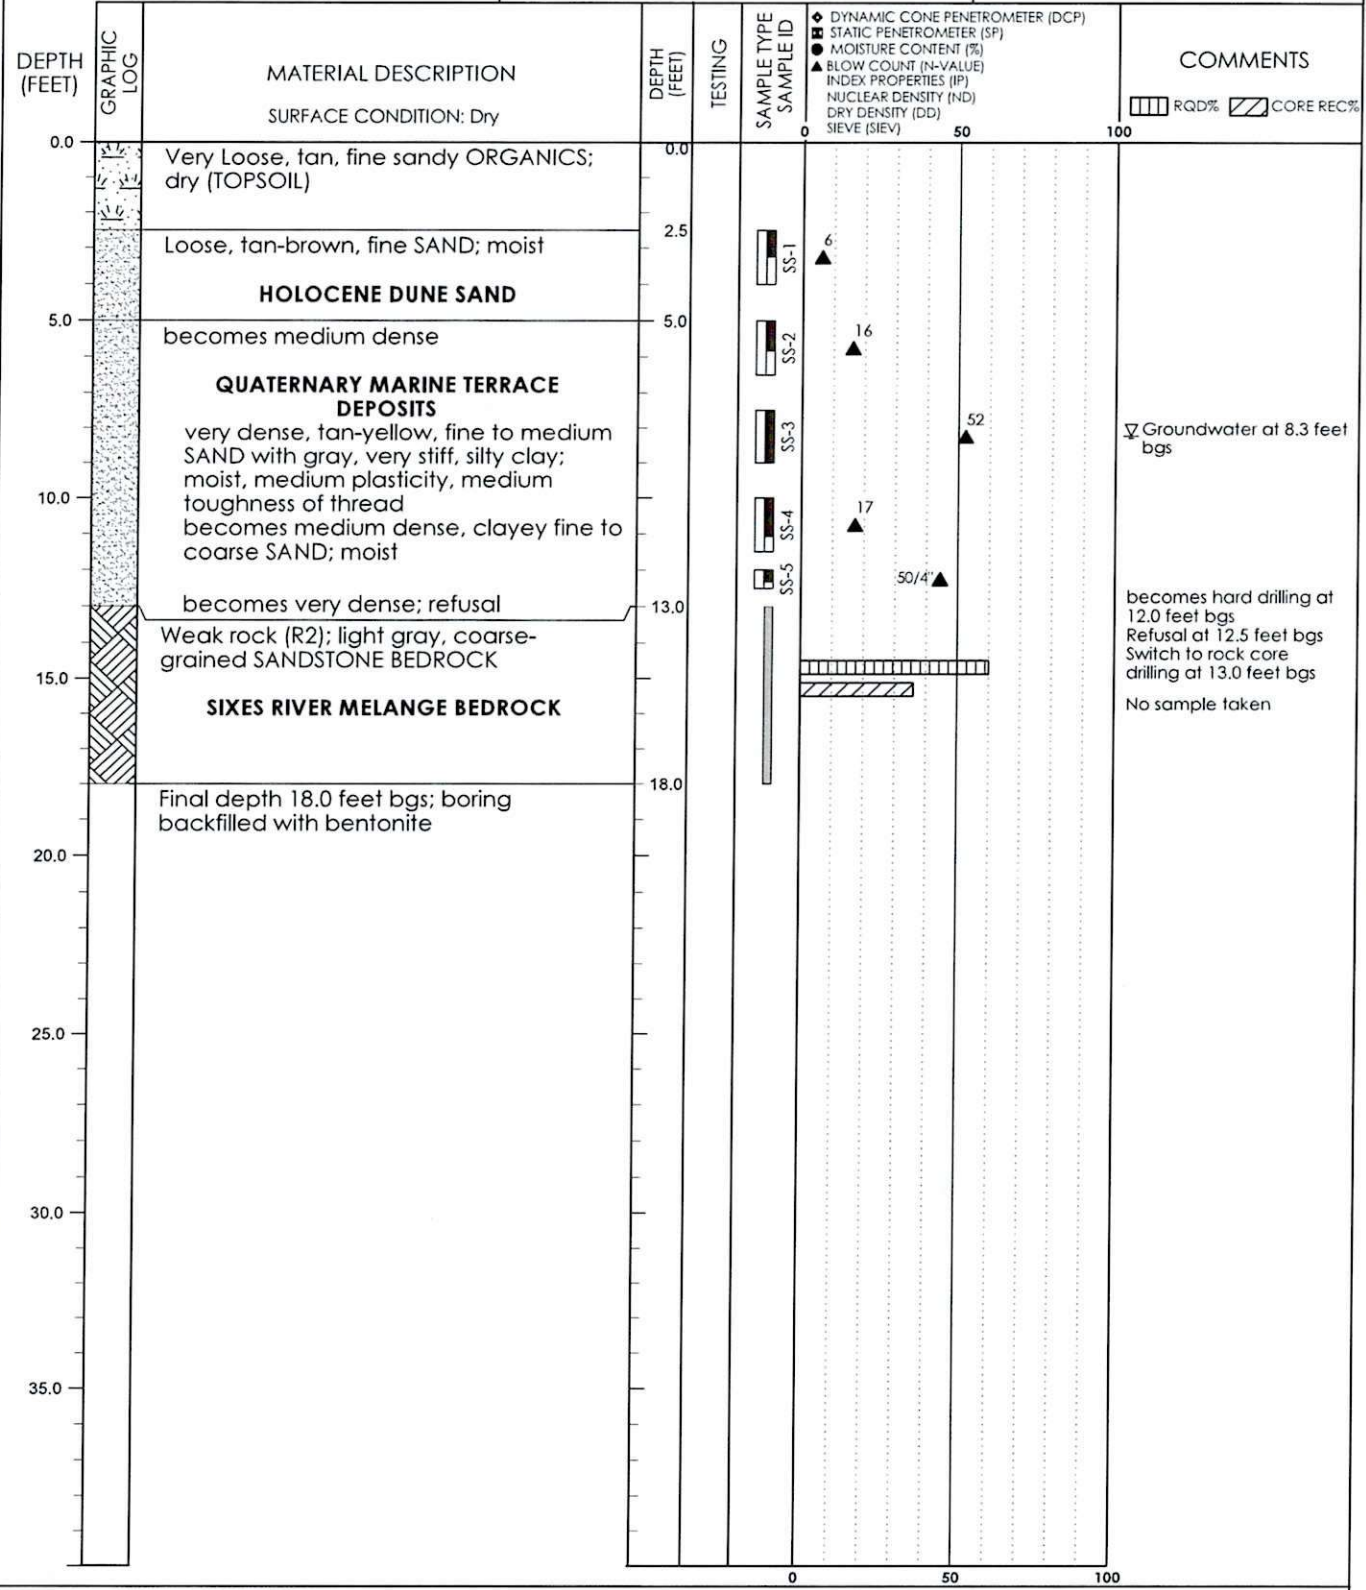 DEPTH
(FEET)
GRAPHIC
LOG
MATERIAL DESCRIPTION
SURFACE CONDITION: Dry
DEPTH
(FEET)
TESTING
SAMPLE TYPE
SAMPLE ID
DYNAMIC CONE PENETROMETER (DCP)
STATIC PENETROMETER (SP)
MOISTURE CONTENT (%)
BLOW COUNT (N-VALUE)
INDEX PROPERTIES (IP)
NUCLEAR DENSITY (ND)
DRY DENSITY (DD)
SIEVE (SIEV)
0 50 100
COMMENTS
RQD% CORE REC%
0.0
Very Loose, tan, fine sandy ORGANICS;
dry (TOPSOIL)
0.0
2.5
Loose, tan-brown, fine SAND; moist
SS-1
6
HOLOCENE DUNE SAND
5.0
5.0
becomes medium dense
SS-2
16
QUATERNARY MARINE TERRACE
DEPOSITS
very dense, tan-yellow, fine to medium
SAND with gray, very stiff, silty clay;
moist, medium plasticity, medium
toughness of thread
SS-3
52
Groundwater at 8.3 feet
bgs
10.0
becomes medium dense, clayey fine to
coarse SAND; moist
SS-4
17
SS-5
50/4"
becomes very dense; refusal
13.0
becomes hard drilling at
12.0 feet bgs
Refusal at 12.5 feet bgs
Switch to rock core
drilling at 13.0 feet bgs
No sample taken
Weak rock (R2); light gray, coarse-
grained SANDSTONE BEDROCK
15.0
SIXES RIVER MELANGE BEDROCK
18.0
Final depth 18.0 feet bgs; boring
backfilled with bentonite
20.0
25.0
30.0
35.0
0 50 100